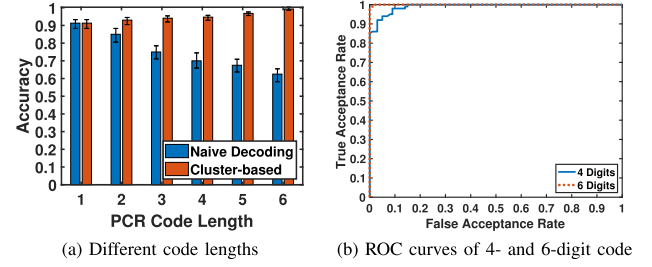 1
0.9
0.8
0.7
0.6
0.5
0.4
0.3
0.2
0.1
0
Accuracy
Naive Decoding
Cluster-based
1 2 3 4 5 6
PCR Code Length
(a) Different code lengths
1
0.9
0.8
0.7
0.6
0.5
0.4
0.3
0.2
0.1
0
True Acceptance Rate
4 Digits
6 Digits
0 0.1 0.2 0.3 0.4 0.5 0.6 0.7 0.8 0.9 1
False Acceptance Rate
(b) ROC curves of 4- and 6-digit code